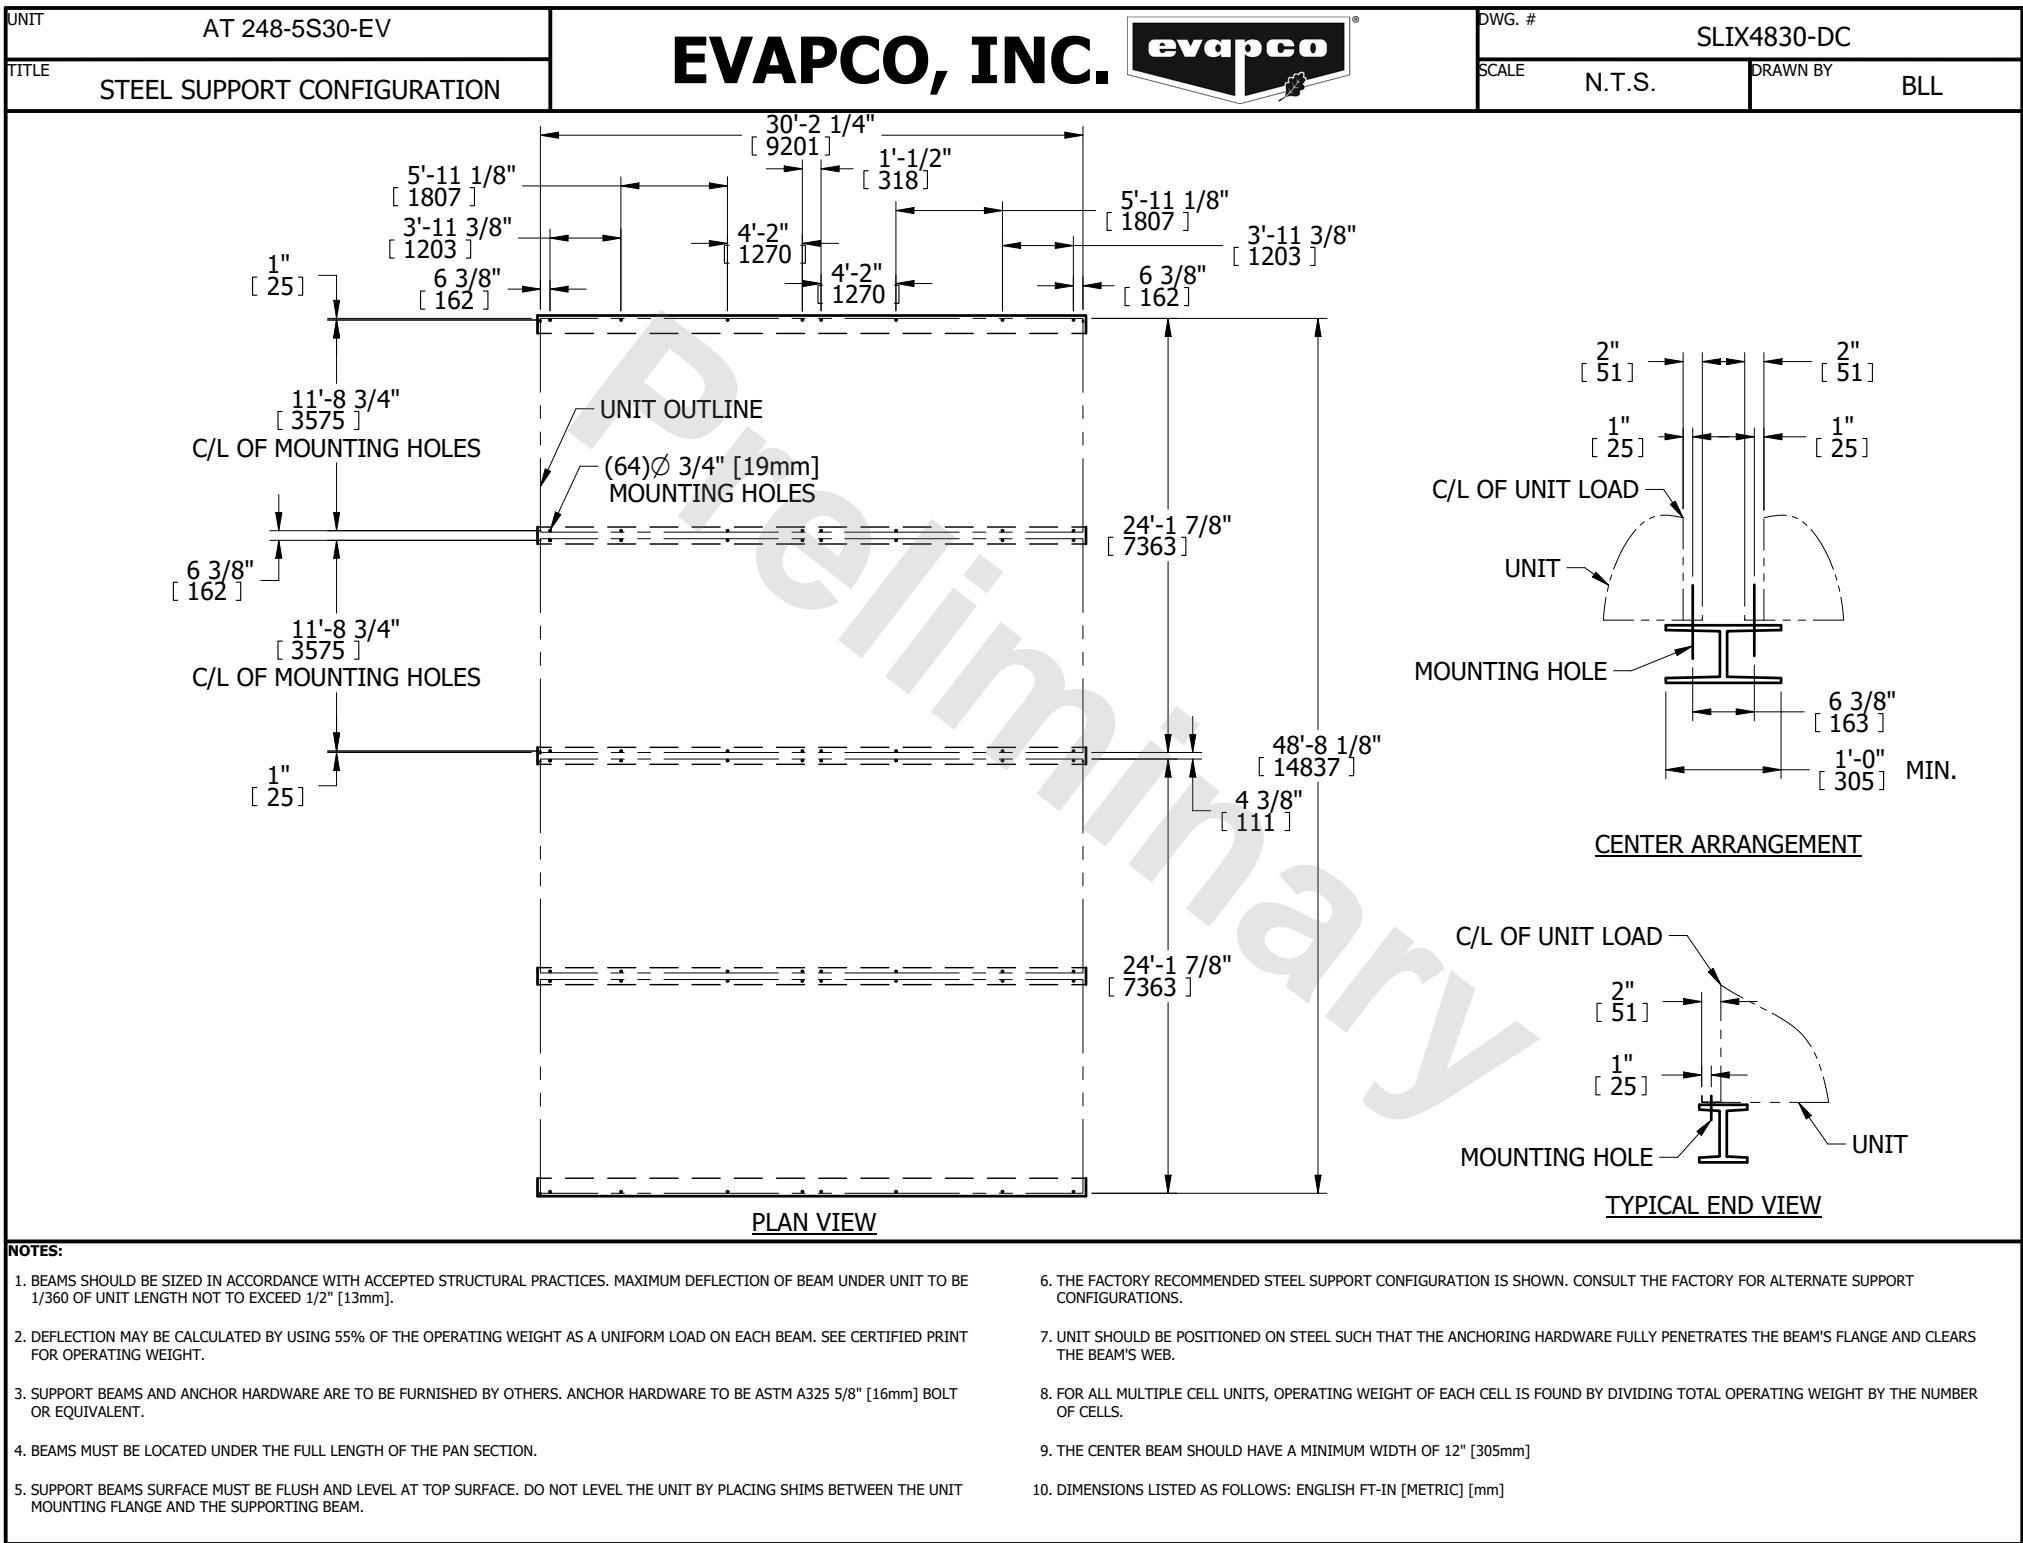 UNIT
AT 248-5S30-EV
TITLE
STEEL SUPPORT CONFIGURATION
EVAPCO, INC.
evapco
®
DWG. #
SLIX4830-DC
SCALE
N.T.S.
DRAWN BY
BLL
30'-2 1/4"
[ 9201 ]
1'-1/2"
[ 318 ]
5'-11 1/8"
[ 1807 ]
5'-11 1/8"
[ 1807 ]
3'-11 3/8"
[ 1203 ]
4'-2"
[ 1270 ]
3'-11 3/8"
[ 1203 ]
1"
[ 25 ]
6 3/8"
[ 162 ]
4'-2"
[ 1270 ]
6 3/8"
[ 162 ]
11'-8 3/4"
[ 3575 ]
C/L OF MOUNTING HOLES
UNIT OUTLINE
(64)Ø 3/4" [19mm]
MOUNTING HOLES
6 3/8"
[ 162 ]
24'-1 7/8"
[ 7363 ]
11'-8 3/4"
[ 3575 ]
C/L OF MOUNTING HOLES
1"
[ 25 ]
48'-8 1/8"
[ 14837 ]
4 3/8"
[ 111 ]
24'-1 7/8"
[ 7363 ]
PLAN VIEW
Preliminary
2"
[ 51 ]
2"
[ 51 ]
1"
[ 25 ]
1"
[ 25 ]
C/L OF UNIT LOAD
UNIT
MOUNTING HOLE
6 3/8"
[ 163 ]
1'-0"
[ 305 ] MIN.
CENTER ARRANGEMENT
C/L OF UNIT LOAD
2"
[ 51 ]
1"
[ 25 ]
MOUNTING HOLE
UNIT
TYPICAL END VIEW
NOTES:
1. BEAMS SHOULD BE SIZED IN ACCORDANCE WITH ACCEPTED STRUCTURAL PRACTICES. MAXIMUM DEFLECTION OF BEAM UNDER UNIT TO BE
1/360 OF UNIT LENGTH NOT TO EXCEED 1/2" [13mm].
2. DEFLECTION MAY BE CALCULATED BY USING 55% OF THE OPERATING WEIGHT AS A UNIFORM LOAD ON EACH BEAM. SEE CERTIFIED PRINT
FOR OPERATING WEIGHT.
3. SUPPORT BEAMS AND ANCHOR HARDWARE ARE TO BE FURNISHED BY OTHERS. ANCHOR HARDWARE TO BE ASTM A325 5/8" [16mm] BOLT
OR EQUIVALENT.
4. BEAMS MUST BE LOCATED UNDER THE FULL LENGTH OF THE PAN SECTION.
5. SUPPORT BEAMS SURFACE MUST BE FLUSH AND LEVEL AT TOP SURFACE. DO NOT LEVEL THE UNIT BY PLACING SHIMS BETWEEN THE UNIT
MOUNTING FLANGE AND THE SUPPORTING BEAM.
6. THE FACTORY RECOMMENDED STEEL SUPPORT CONFIGURATION IS SHOWN. CONSULT THE FACTORY FOR ALTERNATE SUPPORT
CONFIGURATIONS.
7. UNIT SHOULD BE POSITIONED ON STEEL SUCH THAT THE ANCHORING HARDWARE FULLY PENETRATES THE BEAM'S FLANGE AND CLEARS
THE BEAM'S WEB.
8. FOR ALL MULTIPLE CELL UNITS, OPERATING WEIGHT OF EACH CELL IS FOUND BY DIVIDING TOTAL OPERATING WEIGHT BY THE NUMBER
OF CELLS.
9. THE CENTER BEAM SHOULD HAVE A MINIMUM WIDTH OF 12" [305mm]
10. DIMENSIONS LISTED AS FOLLOWS: ENGLISH FT-IN [METRIC] [mm]